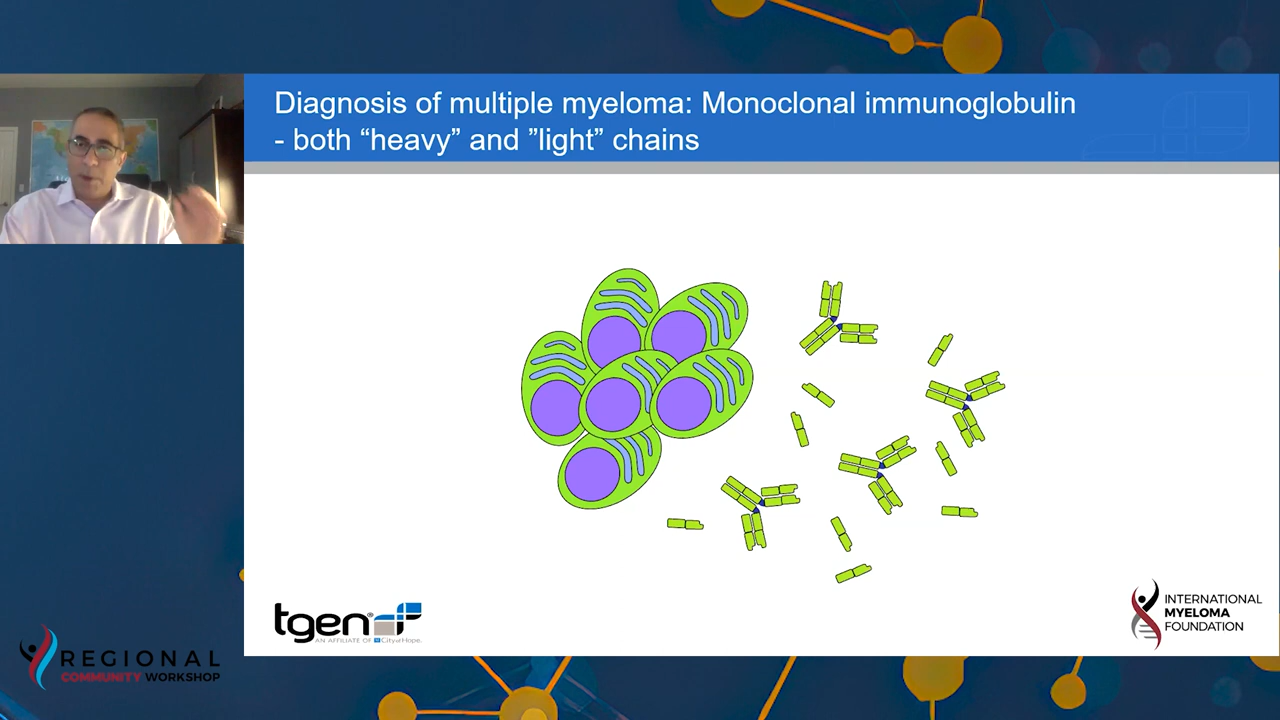 Diagnosis of multiple myeloma: Monoclonal immunoglobulin
- both “heavy” and ”light” chains
tgen®
AN AFFILIATE OF City of Hope.
INTERNATIONAL
MYELOMA
FOUNDATION
REGIONAL
COMMUNITY WORKSHOP